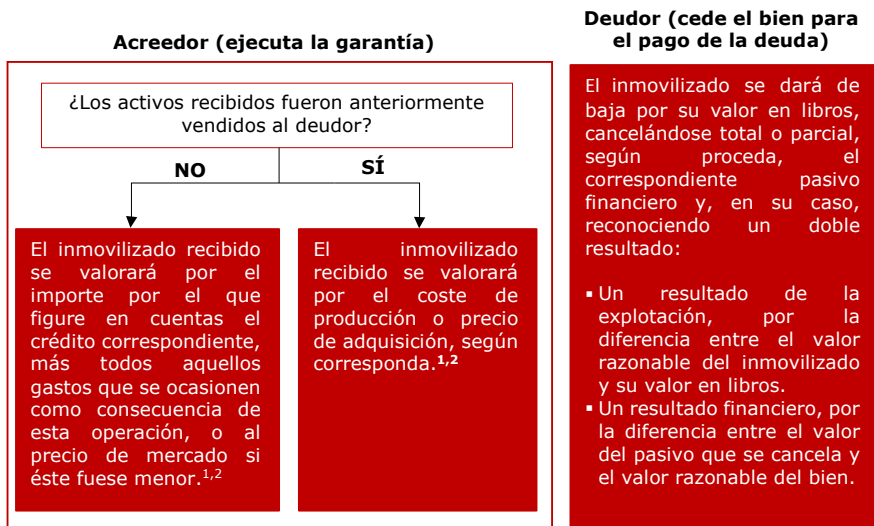 Acreedor (ejecuta la garantía)
¿Los activos recibidos fueron anteriormente
vendidos al deudor?
NO
SÍ
El inmovilizado recibido
se valorará por el
importe por el que
figure en cuentas el
crédito correspondiente,
más todos aquellos
gastos que se ocasionen
como consecuencia de
esta operación, o al
precio de mercado si
éste fuese menor.1,2
El inmovilizado
recibido se valorará
por el coste de
producción o precio
de adquisición, según
corresponda.1,2
Deudor (cede el bien para
el pago de la deuda)
El inmovilizado se dará de
baja por su valor en libros,
cancelándose total o parcial,
según proceda, el
correspondiente pasivo
financiero y, en su caso,
reconociendo un doble
resultado:
▪ Un resultado de la
explotación, por la
diferencia entre el valor
razonable del inmovilizado
y su valor en libros.
▪ Un resultado financiero, por
la diferencia entre el valor
del pasivo que se cancela y
el valor razonable del bien.